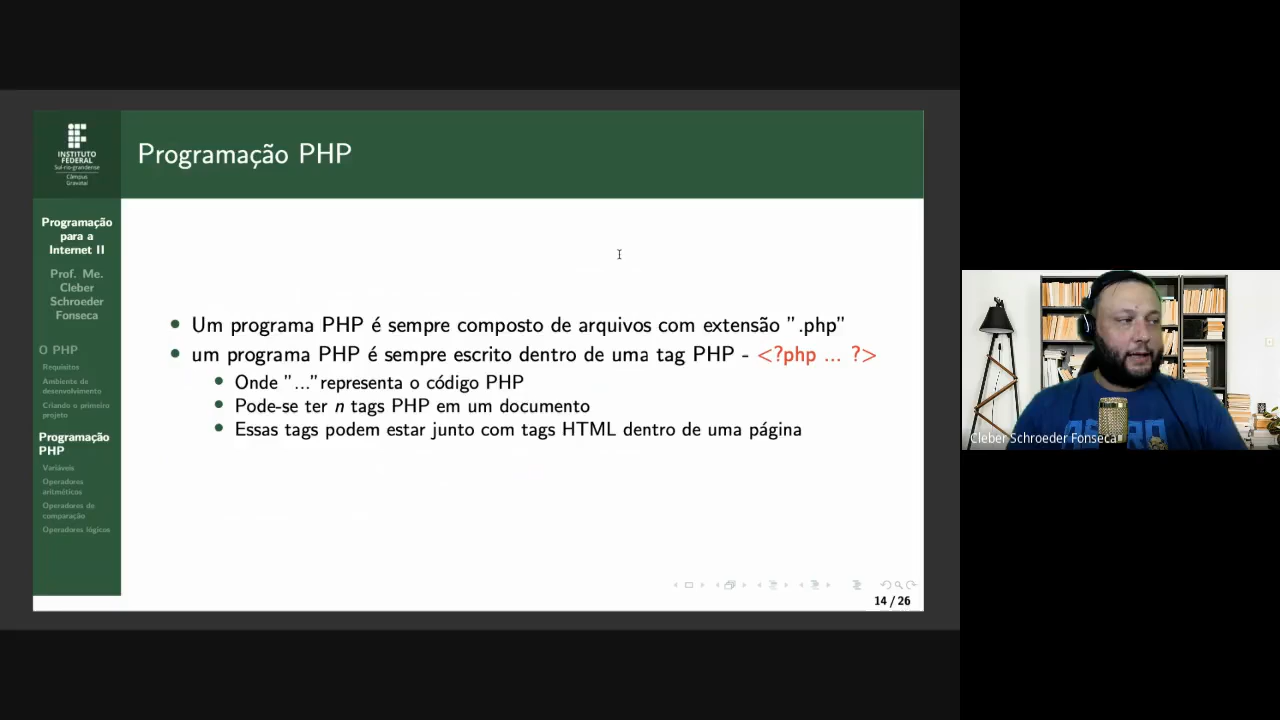 INSTITUTO
FEDERAL
Sul-rio-grandense
Câmpus
Gravataí
Programação PHP
Programação
para a
Internet II
Prof. Me.
Cleber
Schroeder
Fonseca
O PHP
Requisitos
Ambiente de
desenvolvimento
Criando o primeiro
projeto
Programação
PHP
Variáveis
Operadores
aritméticos
Operadores de
comparação
Operadores lógicos
Um programa PHP é sempre composto de arquivos com extensão ".php"
um programa PHP é sempre escrito dentro de uma tag PHP - <?php ... ?>
Onde "..."representa o código PHP
Pode-se ter n tags PHP em um documento
Essas tags podem estar junto com tags HTML dentro de uma página
14 / 26
Cleber Schroeder Fonseca